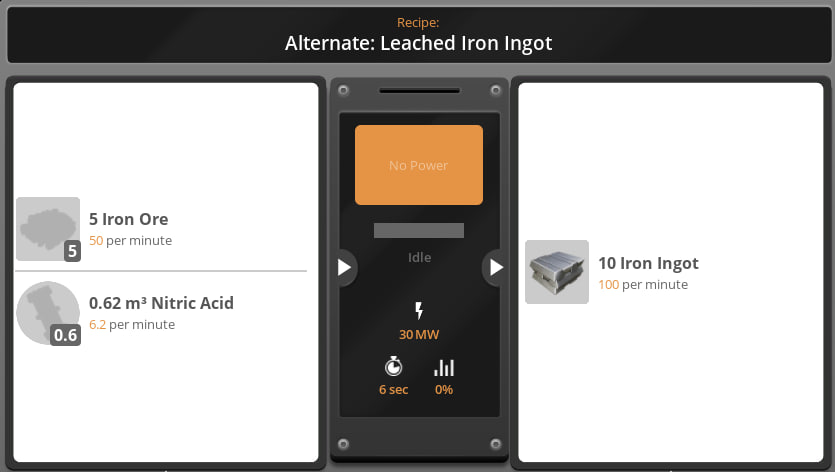 Recipe:
Alternate: Leached Iron Ingot
5 Iron Ore
50 per minute
5
0.62 m³ Nitric Acid
6.2 per minute
0.6
No Power
Idle
30 MW
6 sec
0%
10 Iron Ingot
100 per minute